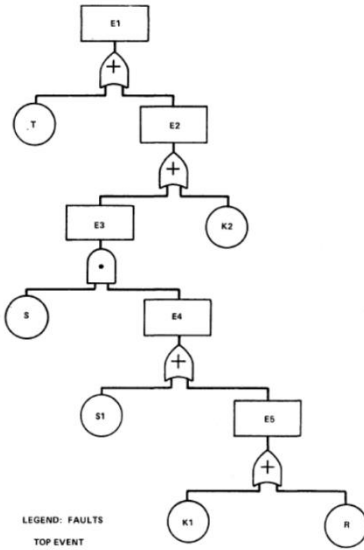 E1
+
T
E2
+
E3
K2
•
S
E4
+
S1
E5
+
K1
R
LEGEND: FAULTS
TOP EVENT